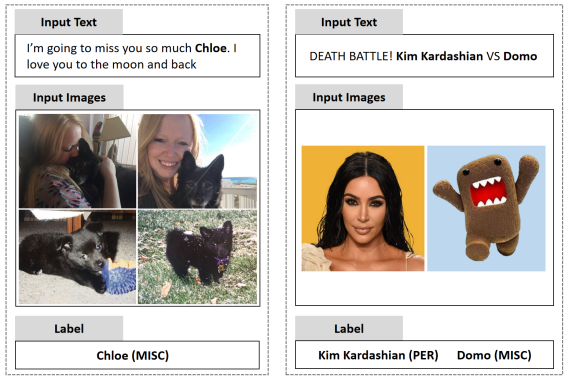 Input Text
I'm going to miss you so much Chloe. I
love you to the moon and back
Input Images
Label
Chloe (MISC)
Input Text
DEATH BATTLE! Kim Kardashian VS Domo
Input Images
Label
Kim Kardashian (PER) Domo (MISC)